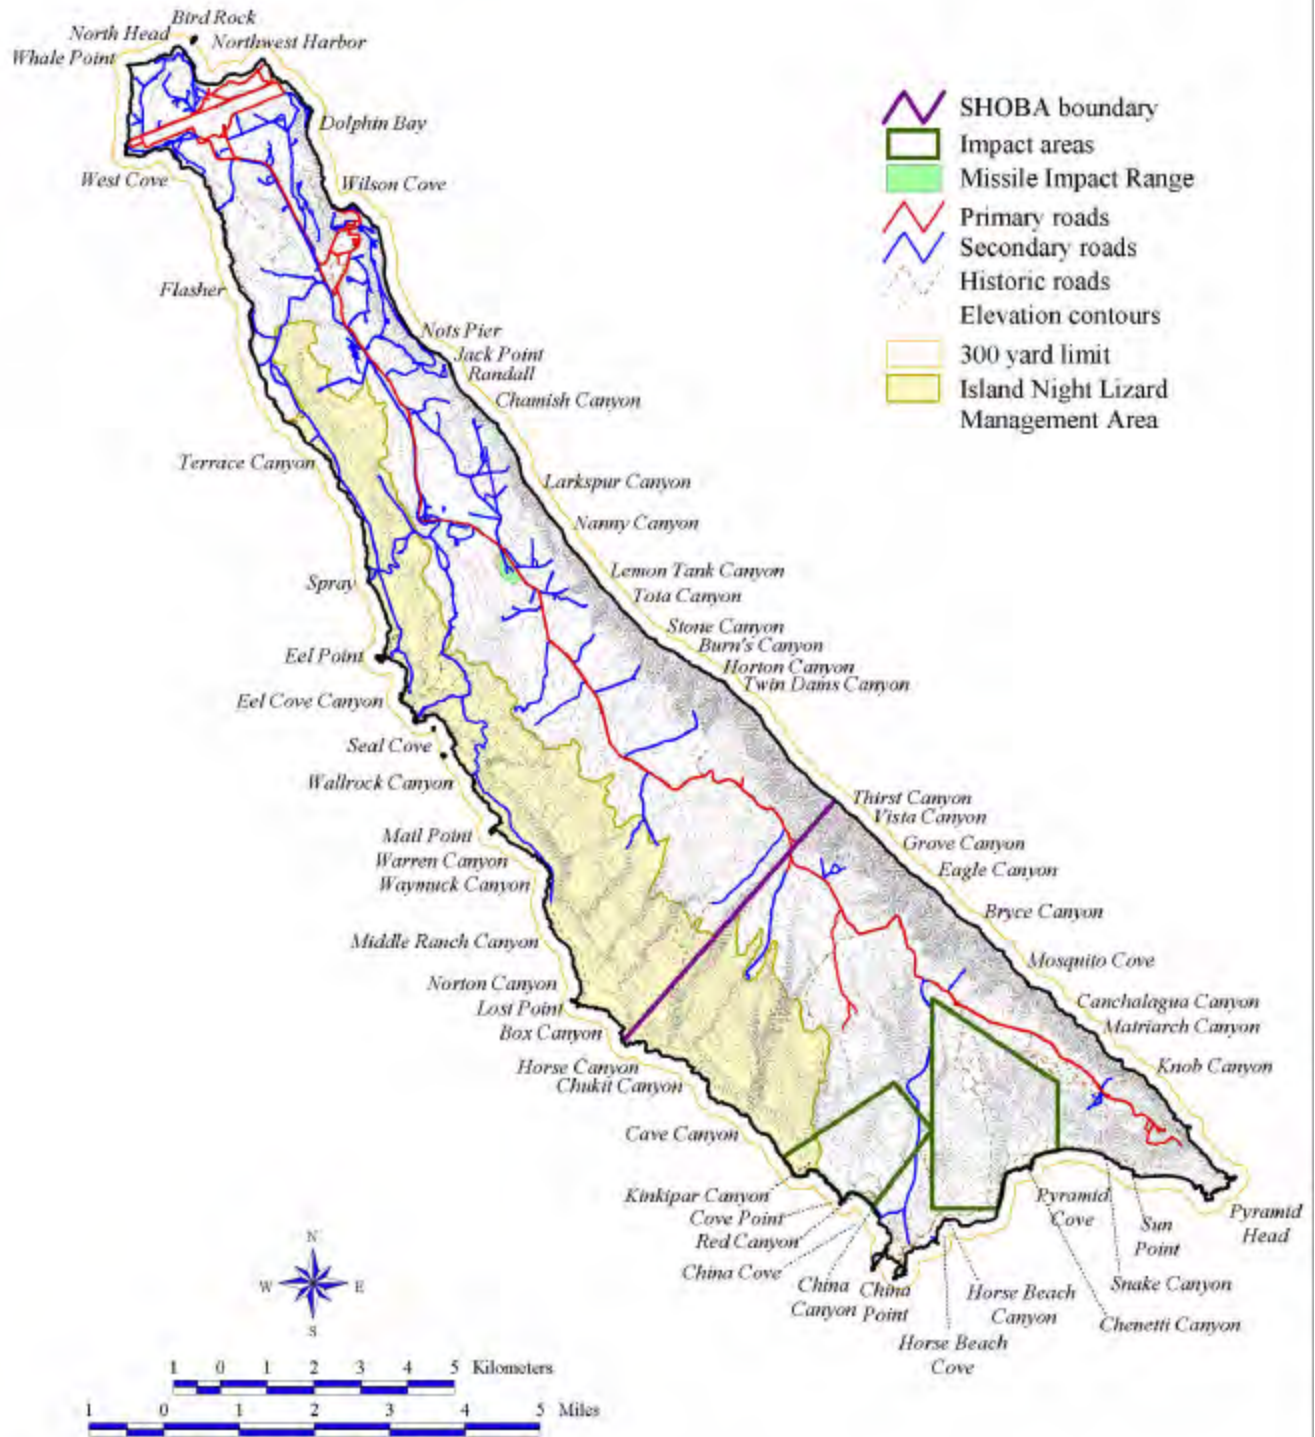 Bird Rock
North Head
Northwest Harbor
Whale Point
Dolphin Bay
West Cove
Wilson Cove
Flasher
Nots Pier
Jack Point
Randall
Chamish Canyon
Terrace Canyon
Larkspur Canyon
Nanny Canyon
Lemon Tank Canyon
Spray
Tota Canyon
Stone Canyon
Burn's Canyon
Eel Point
Horton Canyon
Twin Dams Canyon
Eel Cove Canyon
Seal Cove
Wallrock Canyon
Thirst Canyon
Vista Canyon
Mail Point
Grove Canyon
Warren Canyon
Eagle Canyon
Waymuck Canyon
Bryce Canyon
Middle Ranch Canyon
Mosquito Cove
Norton Canyon
Canchalagua Canyon
Lost Point
Matriarch Canyon
Box Canyon
Horse Canyon
Knob Canyon
Chukit Canyon
Cave Canyon
Kinkipar Canyon
Cove Point
Red Canyon
China Cove
China
Canyon
China
Point
Horse Beach
Cove
Horse Beach
Canyon
Pyramid
Cove
Sun
Point
Snake Canyon
Chenetti Canyon
Pyramid
Head
SHOBA boundary
Impact areas
Missile Impact Range
Primary roads
Secondary roads
Historic roads
Elevation contours
300 yard limit
Island Night Lizard
Management Area
N
W E
S
1 0 1 2 3 4 5 Kilometers
1 0 1 2 3 4 5 Miles